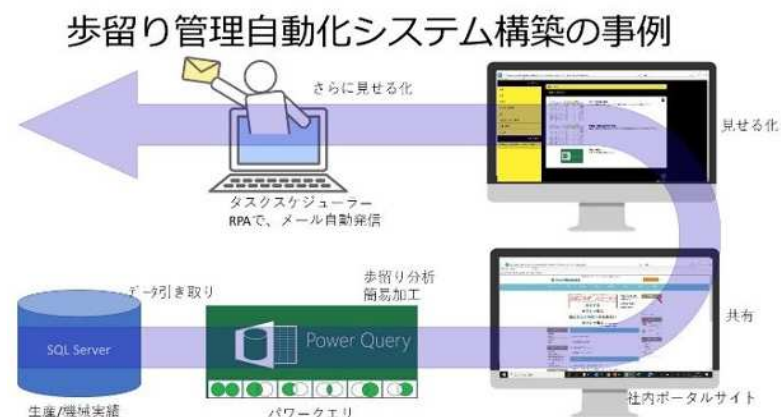 歩留り管理自動化システム構築の事例
さらに見せる化
見せる化
タスクスケジューラー
RPAで、メール自動発信
データ引き取り
歩留り分析
簡易加工
共有
SQL Server
Power Query
社内ポータルサイト
生産/機械実績
パワークエリ